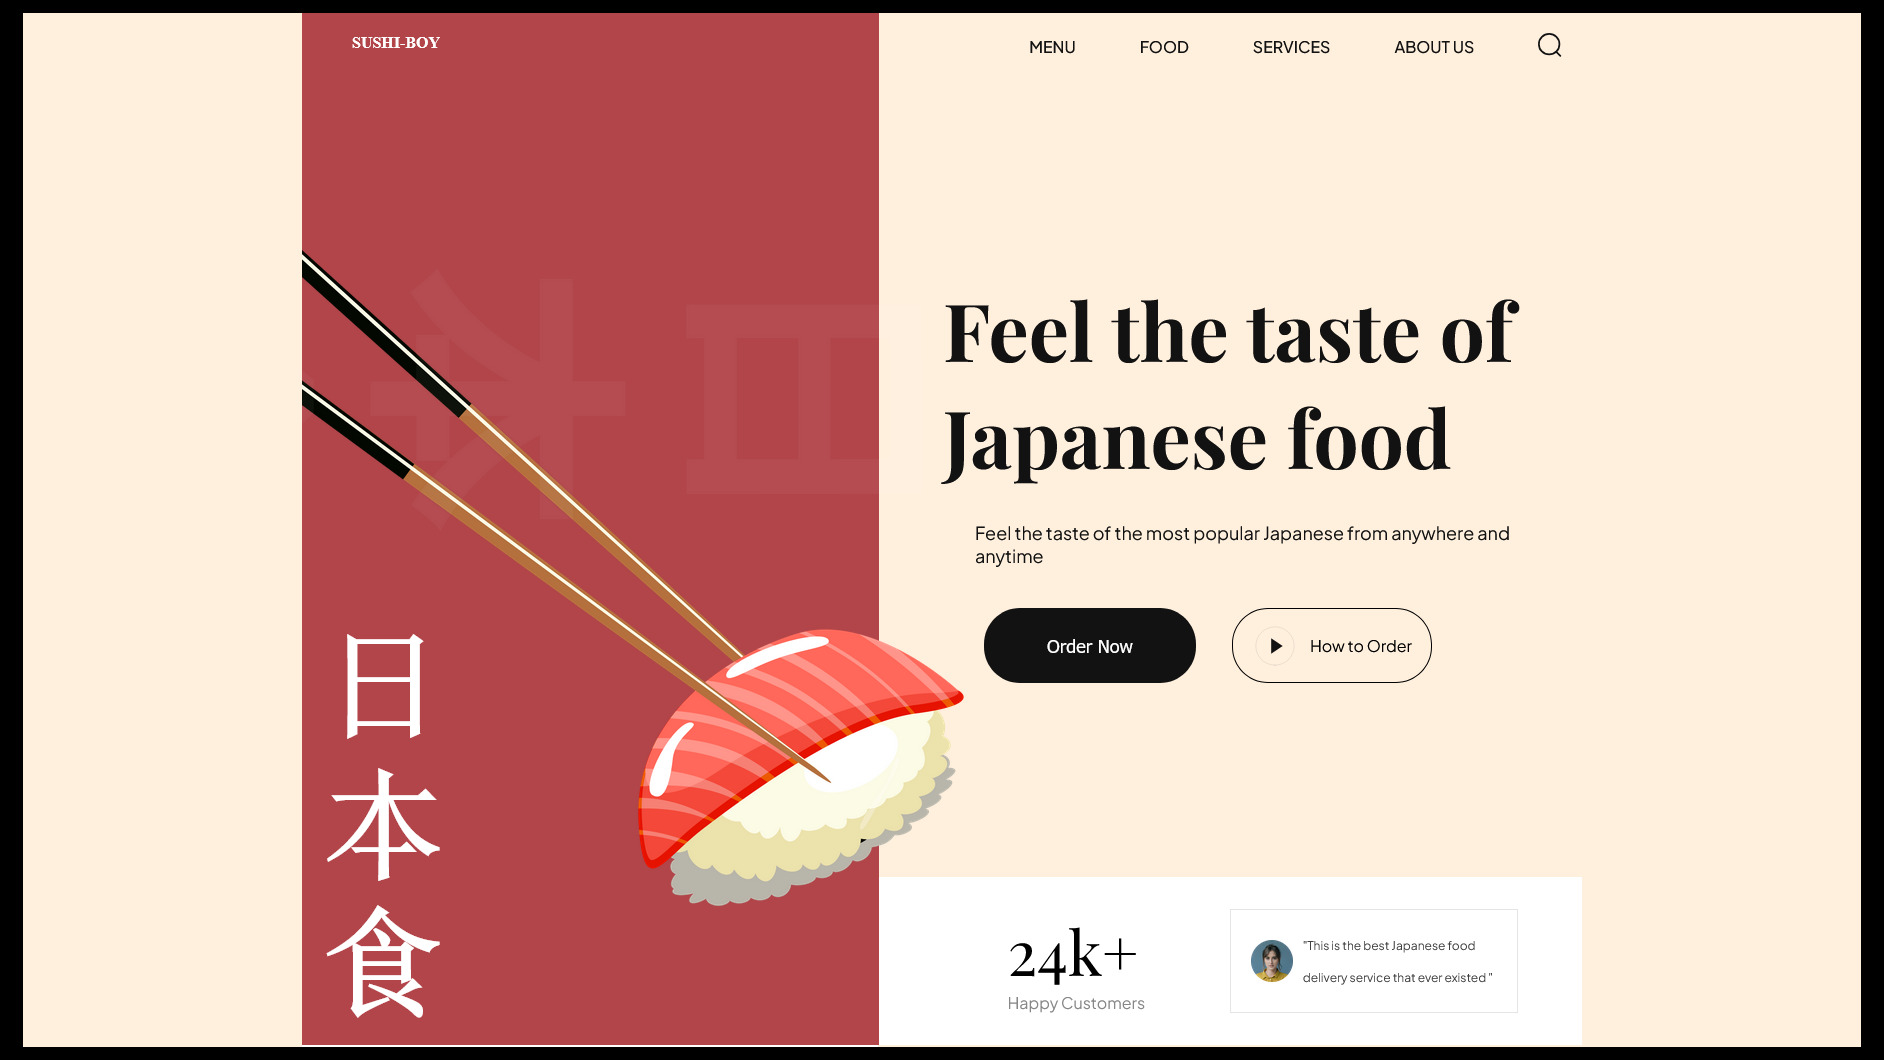 SUSHI-BOY
MENU
FOOD
SERVICES
ABOUT US
日
本
食
Feel the taste of
Japanese food
Feel the taste of the most popular Japanese from anywhere and
anytime
Order Now
How to Order
24k+
Happy Customers
"This is the best Japanese food
delivery service that ever existed "